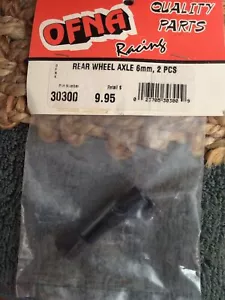 OFNA
QUALITY
PARTS
Racing
REAR WHEEL AXLE 6mm, 2 PCS
30300 9.95